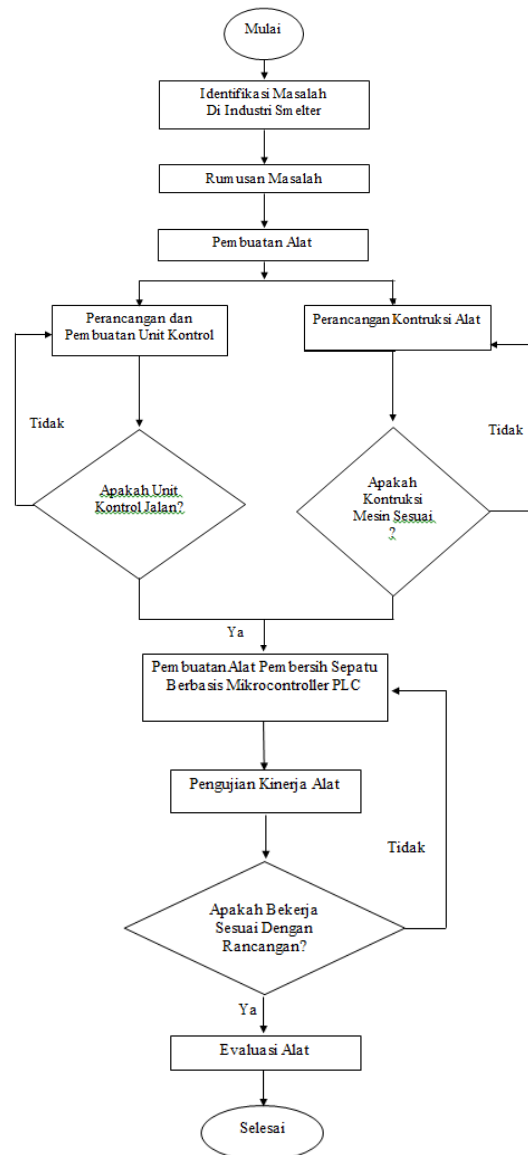 Mulai
Identifikasi Masalah
Di Industri Smelter
Rumusan Masalah
Pembuatan Alat
Perancangan dan
Pembuatan Unit Kontrol
Perancangan Kontruksi Alat
Tidak
Tidak
Apakah Unit
Kontrol Jalan?
Apakah
Kontruksi
Mesin Sesuai
?
Ya
Pembuatan Alat Pembersih Sepatu
Berbasis Mikrocontroller PLC
Pengujian Kinerja Alat
Tidak
Apakah Bekerja
Sesuai Dengan
Rancangan?
Ya
Evaluasi Alat
Selesai